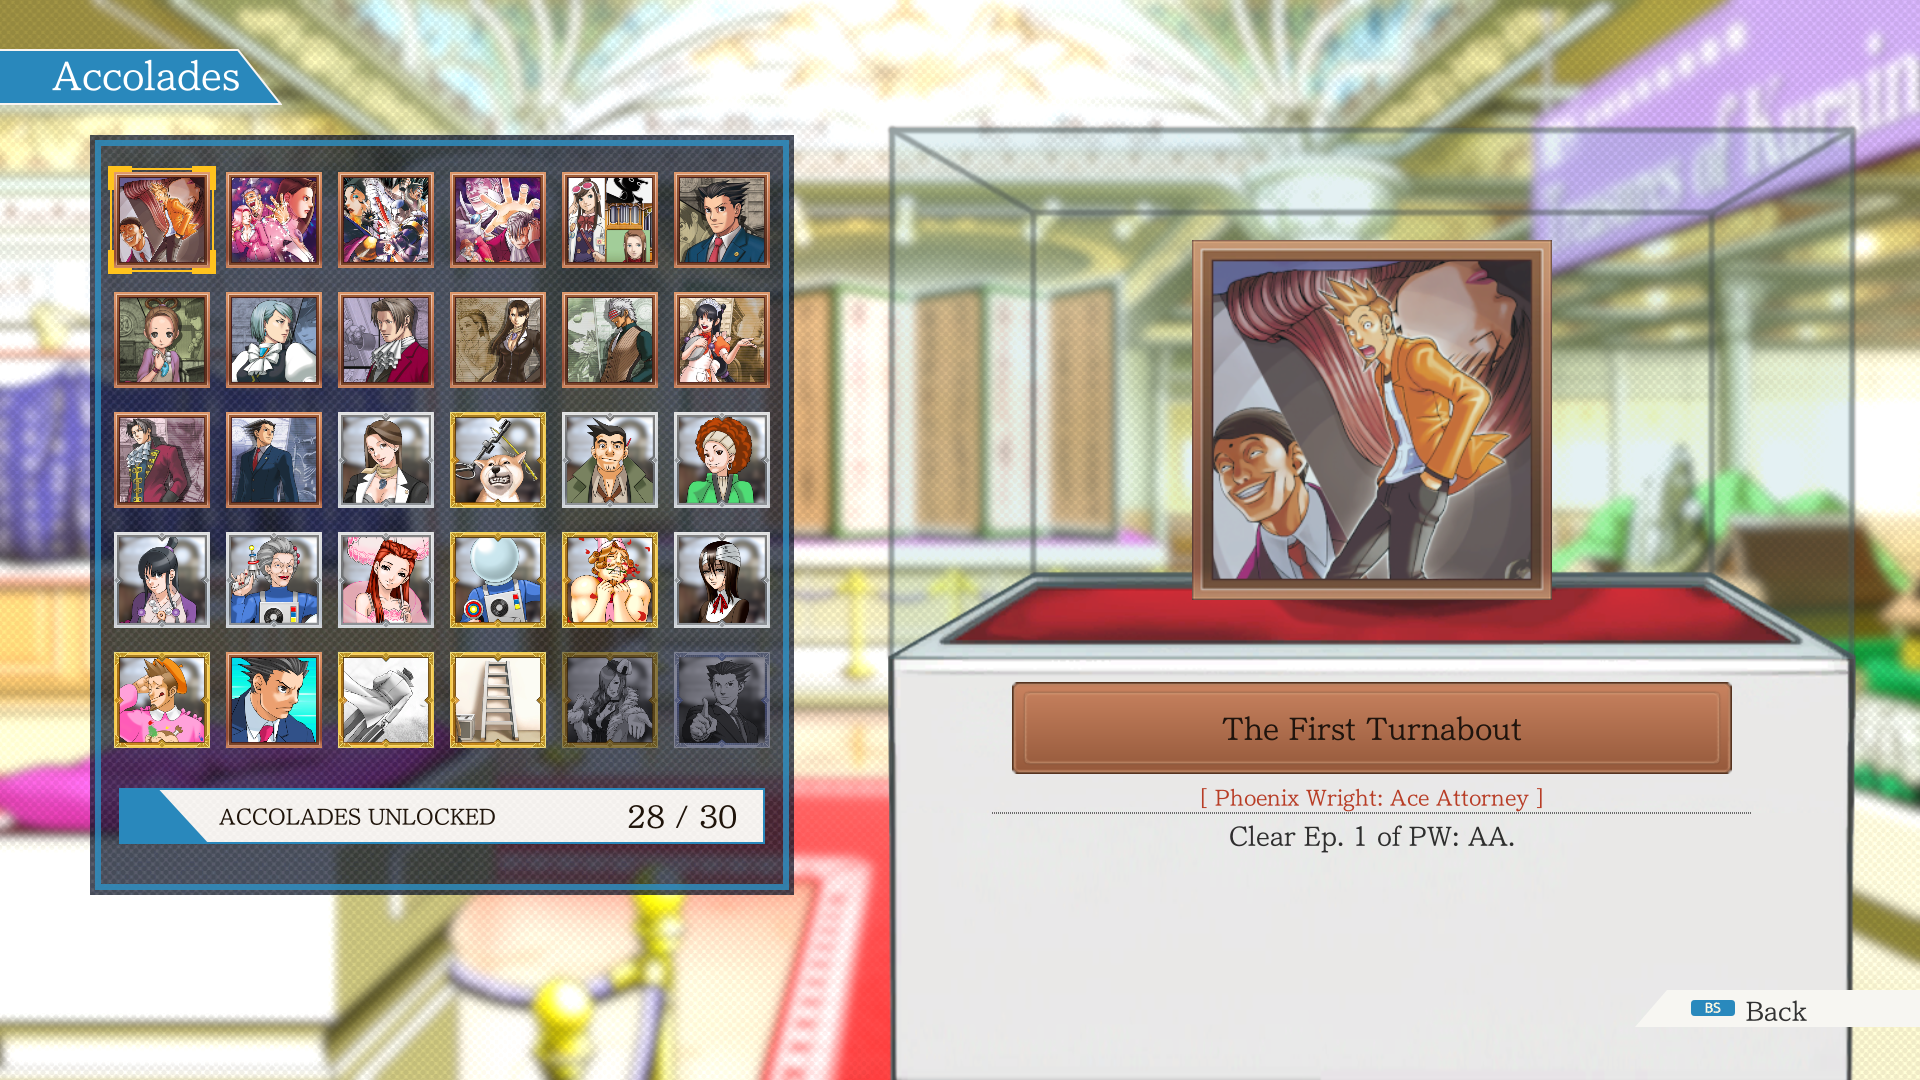 Accolades
The First Turnabout
[ Phoenix Wright: Ace Attorney ]
Clear Ep. 1 of PW: AA.
ACCOLADES UNLOCKED 28 / 30
BS Back